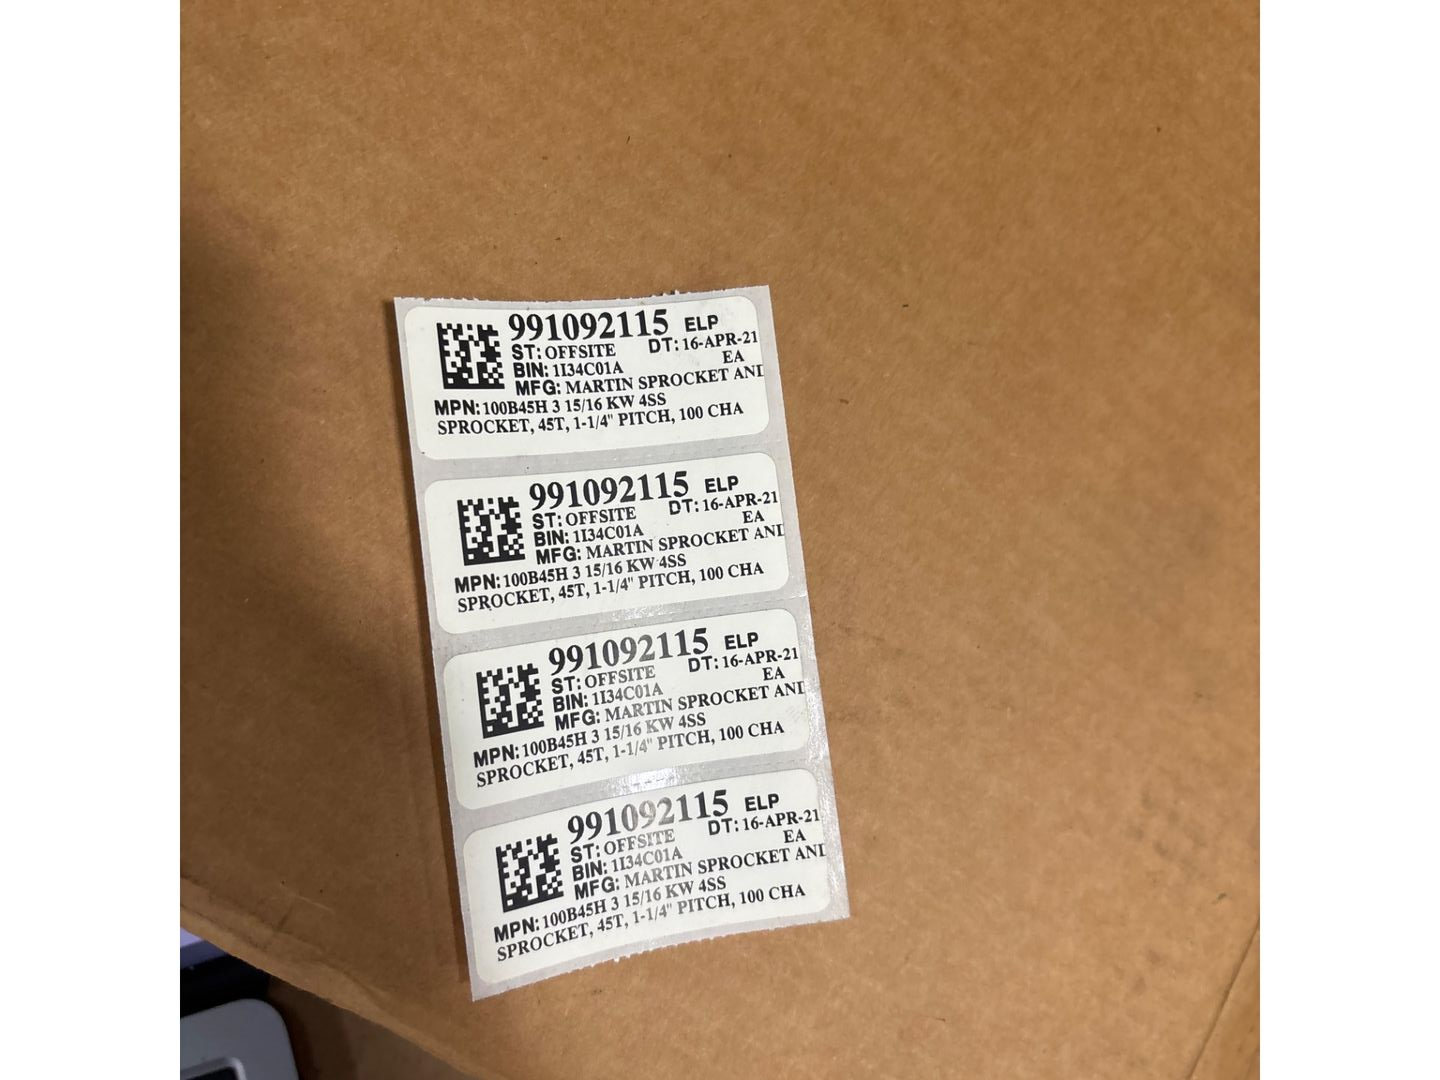 991092115 ELP
ST: OFFSITE DT: 16-APR-21
BIN: 1I34C01A EA
MFG: MARTIN SPROCKET AND
MPN: 100B45H 3 15/16 KW 4SS
SPROCKET, 45T, 1-1/4" PITCH, 100 CHA
991092115 ELP
ST: OFFSITE DT: 16-APR-21
BIN: 1I34C01A EA
MFG: MARTIN SPROCKET AND
MPN: 100B45H 3 15/16 KW 4SS
SPROCKET, 45T, 1-1/4" PITCH, 100 CHA
991092115 ELP
ST: OFFSITE DT: 16-APR-21
BIN: 1I34C01A EA
MFG: MARTIN SPROCKET AND
MPN: 100B45H 3 15/16 KW 4SS
SPROCKET, 45T, 1-1/4" PITCH, 100 CHA
991092115 ELP
ST: OFFSITE DT: 16-APR-21
BIN: 1I34C01A EA
MFG: MARTIN SPROCKET AND
MPN: 100B45H 3 15/16 KW 4SS
SPROCKET, 45T, 1-1/4" PITCH, 100 CHA